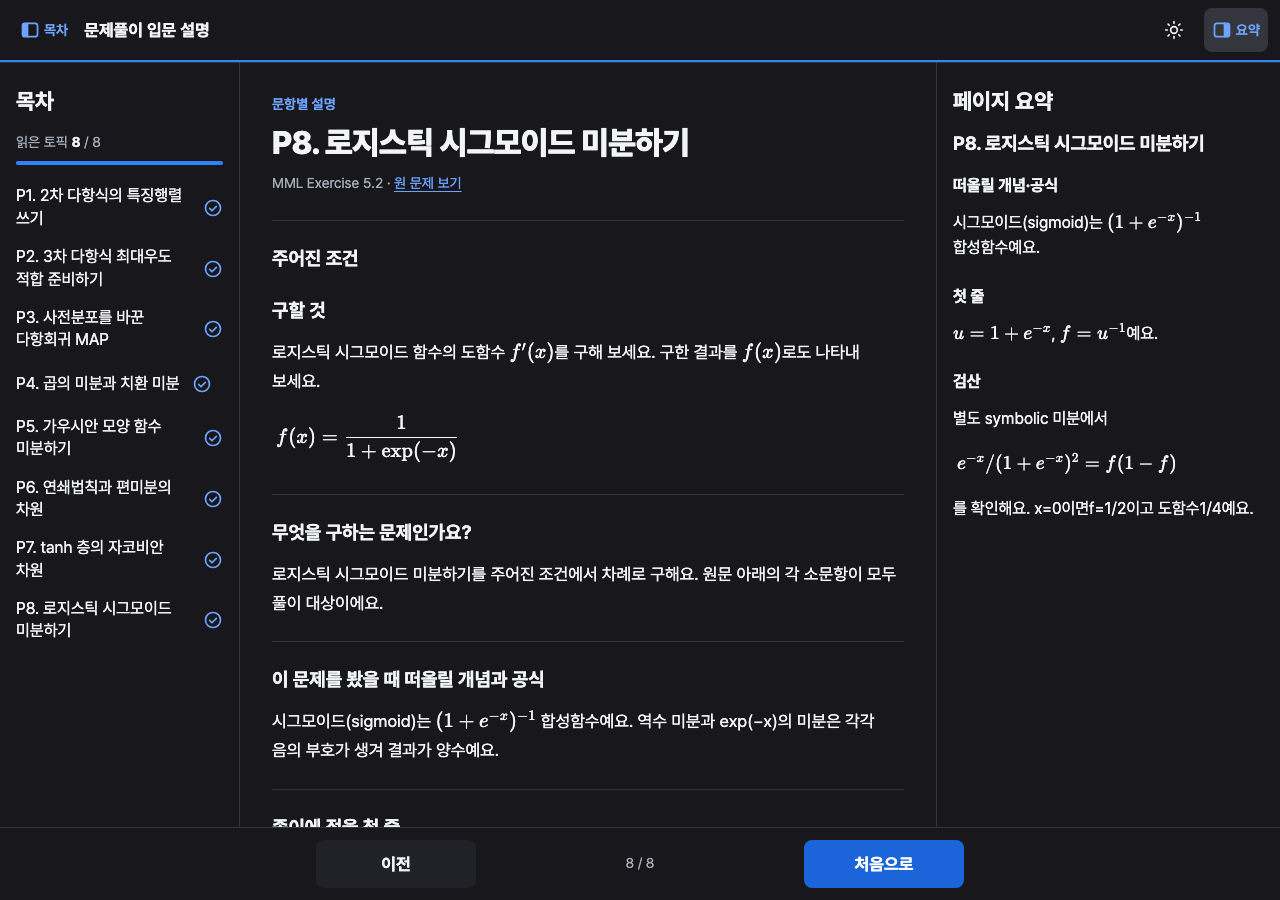 목차 문제풀이 입문 설명 요약
목차
읽은 토픽 8 / 8
P1. 2차 다항식의 특징행렬
쓰기
P2. 3차 다항식 최대우도
적합 준비하기
P3. 사전분포를 바꾼
다항회귀 MAP
P4. 곱의 미분과 치환 미분
P5. 가우시안 모양 함수
미분하기
P6. 연쇄법칙과 편미분의
차원
P7. tanh 층의 자코비안
차원
P8. 로지스틱 시그모이드
미분하기
문항별 설명
P8. 로지스틱 시그모이드 미분하기
MML Exercise 5.2 · 원 문제 보기
주어진 조건
구할 것
로지스틱 시그모이드 함수의 도함수 f′(x)를 구해 보세요. 구한 결과를 f(x)로도 나타내
보세요.
f(x) = 1 / (1 + exp(−x))
무엇을 구하는 문제인가요?
로지스틱 시그모이드 미분하기를 주어진 조건에서 차례로 구해요. 원문 아래의 각 소문항이 모두
풀이 대상이에요.
이 문제를 봤을 때 떠올릴 개념과 공식
시그모이드(sigmoid)는 (1 + e^{−x})^{−1} 합성함수예요. 역수 미분과 exp(−x)의 미분은 각각
음의 부호가 생겨 결과가 양수예요.
종이에 적을 첫 줄
페이지 요약
P8. 로지스틱 시그모이드 미분하기
떠올릴 개념·공식
시그모이드(sigmoid)는 (1 + e^{−x})^{−1}
합성함수예요.
첫 줄
u = 1 + e^{−x}, f = u^{−1}예요.
검산
별도 symbolic 미분에서
e^{−x}/(1 + e^{−x})^2 = f(1 − f)
를 확인해요. x=0이면f=1/2이고 도함수1/4예요.
이전 8 / 8 처음으로